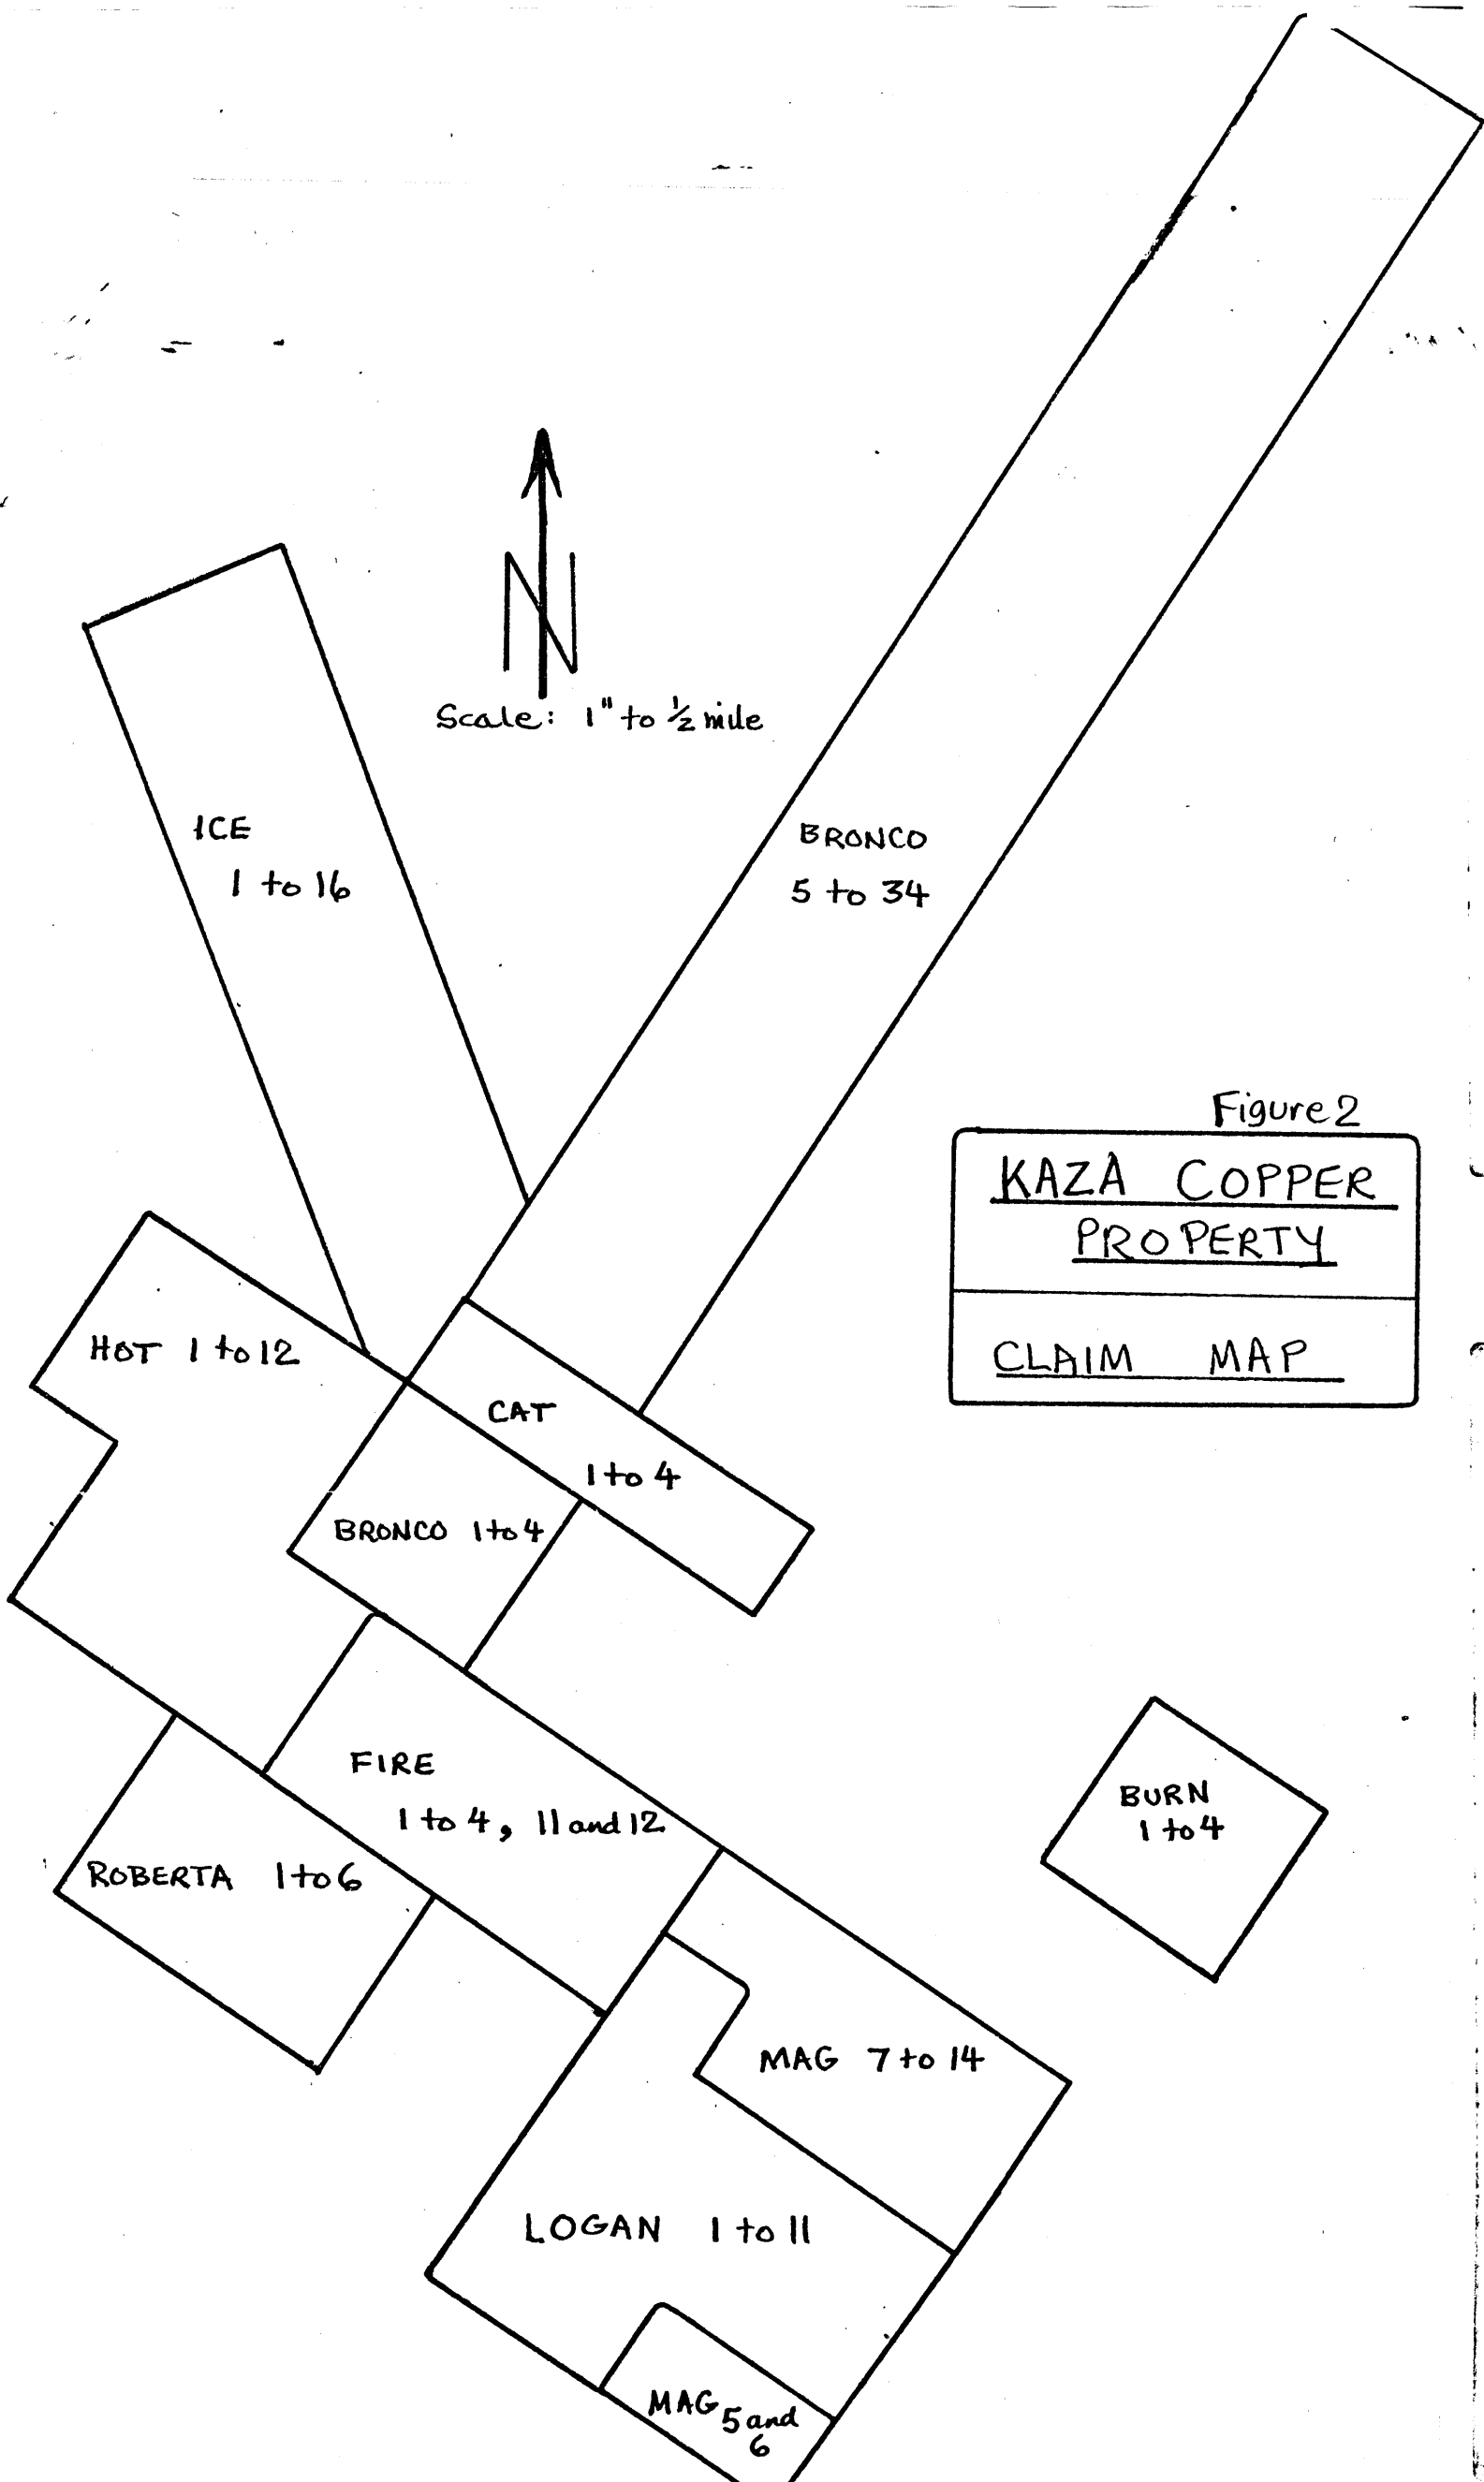 N
Scale: 1" to ½ mile
ICE
1 to 16
BRONCO
5 to 34
Figure 2
KAZA COPPER
PROPERTY
CLAIM MAP
HOT 1 to 12
CAT
1 to 4
BRONCO 1 to 4
FIRE
1 to 4, 11 and 12
BURN
1 to 4
ROBERTA 1 to 6
MAG 7 to 14
LOGAN 1 to 11
MAG 5 and
6